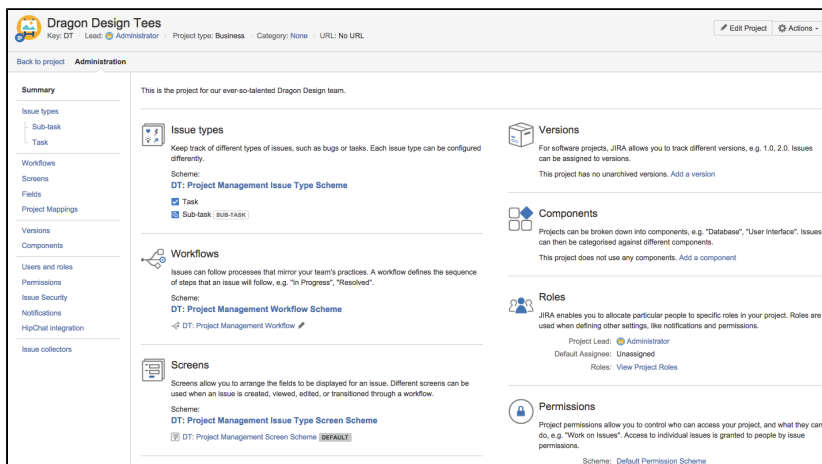 Dragon Design Tees
Key: DT Lead: Administrator Project type: Business Category: None URL: No URL
Edit Project
Actions
Back to project Administration
Summary
Issue types
Sub-task
Task
Workflows
Screens
Fields
Project Mappings
Versions
Components
Users and roles
Permissions
Issue Security
Notifications
HipChat integration
Issue collectors
This is the project for our ever-so-talented Dragon Design team.
Issue types
Keep track of different types of issues, such as bugs or tasks. Each issue type can be configured
differently.
Scheme:
DT: Project Management Issue Type Scheme
Task
Sub-task SUB-TASK
Workflows
Issues can follow processes that mirror your team's practices. A workflow defines the sequence
of steps that an issue will follow, e.g. "In Progress", "Resolved".
Scheme:
DT: Project Management Workflow Scheme
DT: Project Management Workflow
Screens
Screens allow you to arrange the fields to be displayed for an issue. Different screens can be
used when an issue is created, viewed, edited, or transitioned through a workflow.
Scheme:
DT: Project Management Issue Type Screen Scheme
DT: Project Management Screen Scheme DEFAULT
Versions
For software projects, JIRA allows you to track different versions, e.g. 1.0, 2.0. Issues
can be assigned to versions.
This project has no unarchived versions. Add a version
Components
Projects can be broken down into components, e.g. "Database", "User Interface". Issues
can then be categorised against different components.
This project does not use any components. Add a component
Roles
JIRA enables you to allocate particular people to specific roles in your project. Roles are
used when defining other settings, like notifications and permissions.
Project Lead: Administrator
Default Assignee: Unassigned
Roles: View Project Roles
Permissions
Project permissions allow you to control who can access your project, and what they can
do, e.g. "Work on Issues". Access to individual issues is granted to people by issue
permissions.
Scheme: Default Permission Scheme